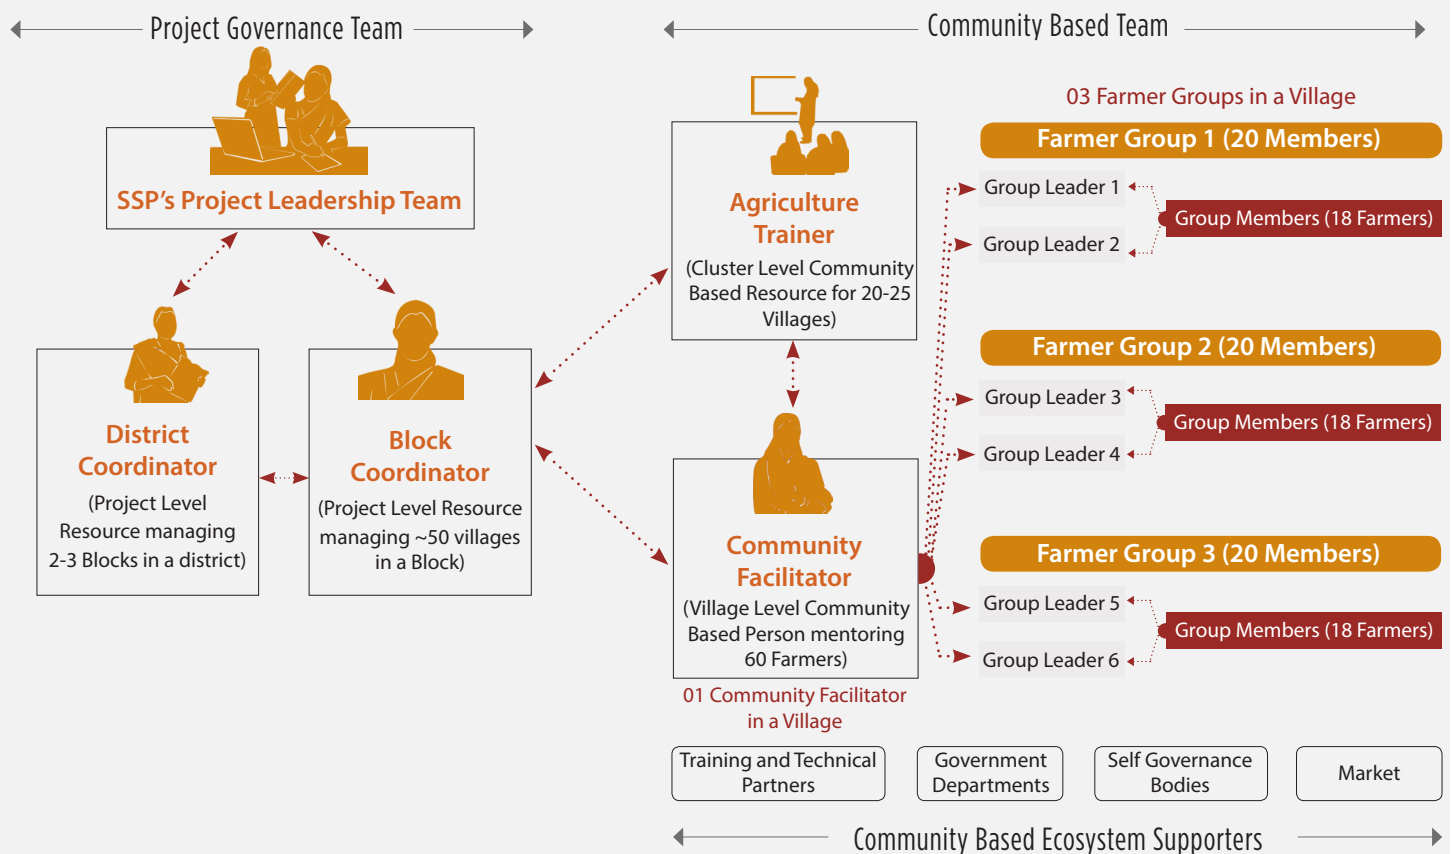 Project Governance Team
Community Based Team
SSP's Project Leadership Team
District
Coordinator
(Project Level
Resource managing
2-3 Blocks in a district)
Block
Coordinator
(Project Level Resource
managing ~50 villages
in a Block)
Agriculture
Trainer
(Cluster Level Community
Based Resource for 20-25
Villages)
Community
Facilitator
(Village Level Community
Based Person mentoring
60 Farmers)
01 Community Facilitator
in a Village
03 Farmer Groups in a Village
Farmer Group 1 (20 Members)
Group Leader 1
Group Leader 2
Group Members (18 Farmers)
Farmer Group 2 (20 Members)
Group Leader 3
Group Leader 4
Group Members (18 Farmers)
Farmer Group 3 (20 Members)
Group Leader 5
Group Leader 6
Group Members (18 Farmers)
Training and Technical
Partners
Government
Departments
Self Governance
Bodies
Market
Community Based Ecosystem Supporters